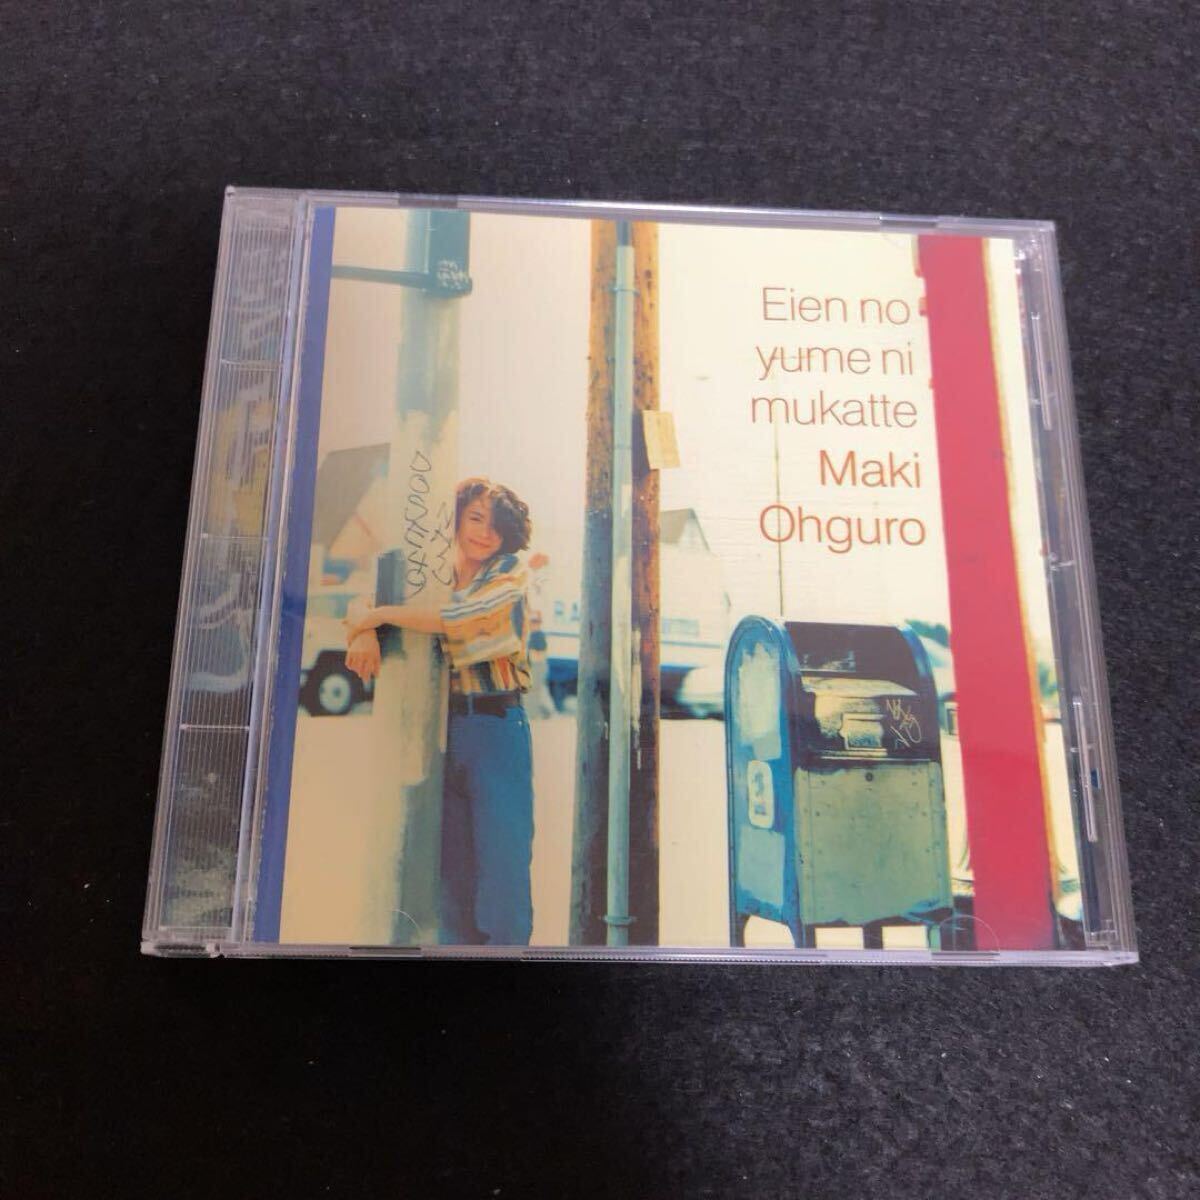 Eien no
yume ni
mukatte
Maki
Ohguro